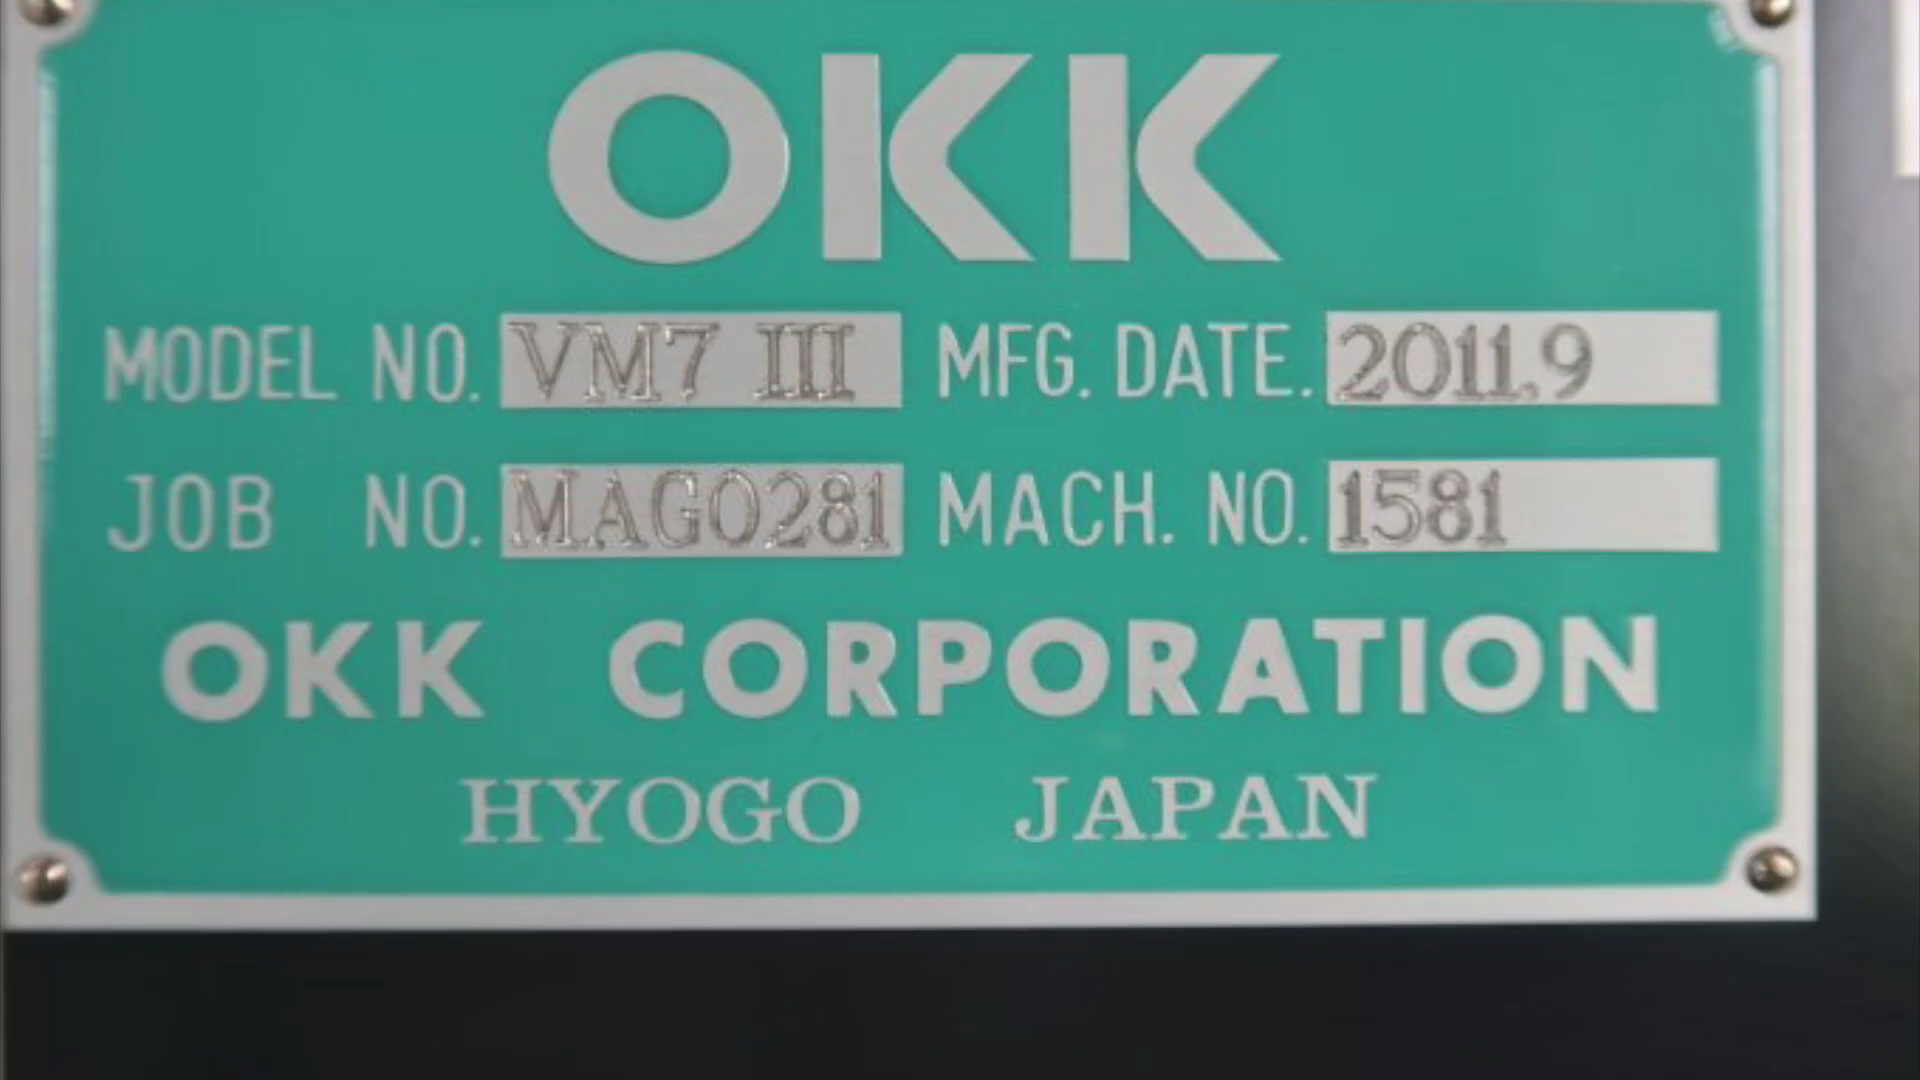 OKK
MODEL NO. VM7 III MFG. DATE. 2011.9
JOB NO. MAG0281 MACH. NO. 1581
OKK CORPORATION
HYOGO JAPAN